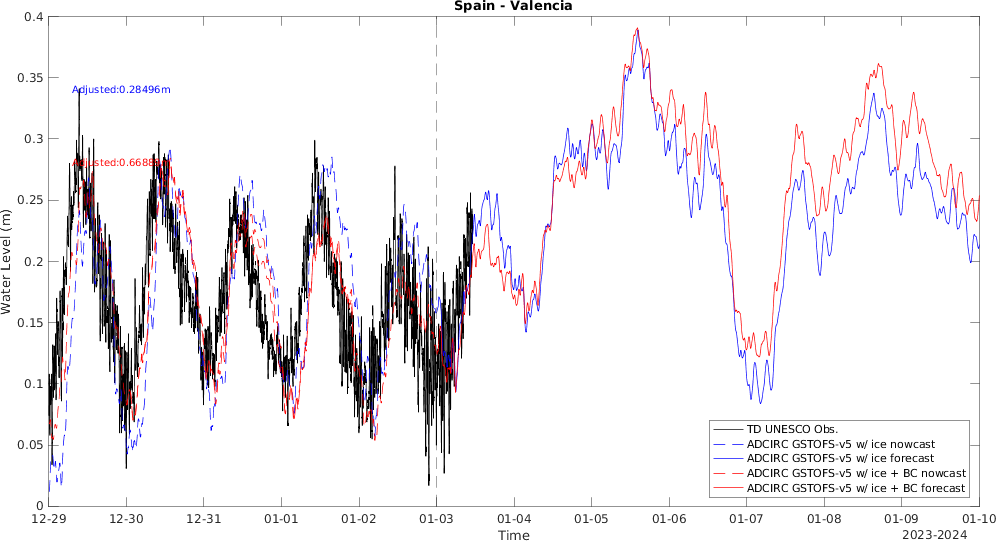 Spain - Valencia
0.4
0.35
0.3
0.25
0.2
0.15
0.1
0.05
0
Water Level (m)
Adjusted:0.28496m
TD UNESCO Obs.
ADCIRC GSTOFS-v5 w/ ice nowcast
ADCIRC GSTOFS-v5 w/ ice forecast
ADCIRC GSTOFS-v5 w/ ice + BC nowcast
ADCIRC GSTOFS-v5 w/ ice + BC forecast
12-29 12-30 12-31 01-01 01-02 01-03 01-04 01-05 01-06 01-07 01-08 01-09 01-10
Time
2023-2024